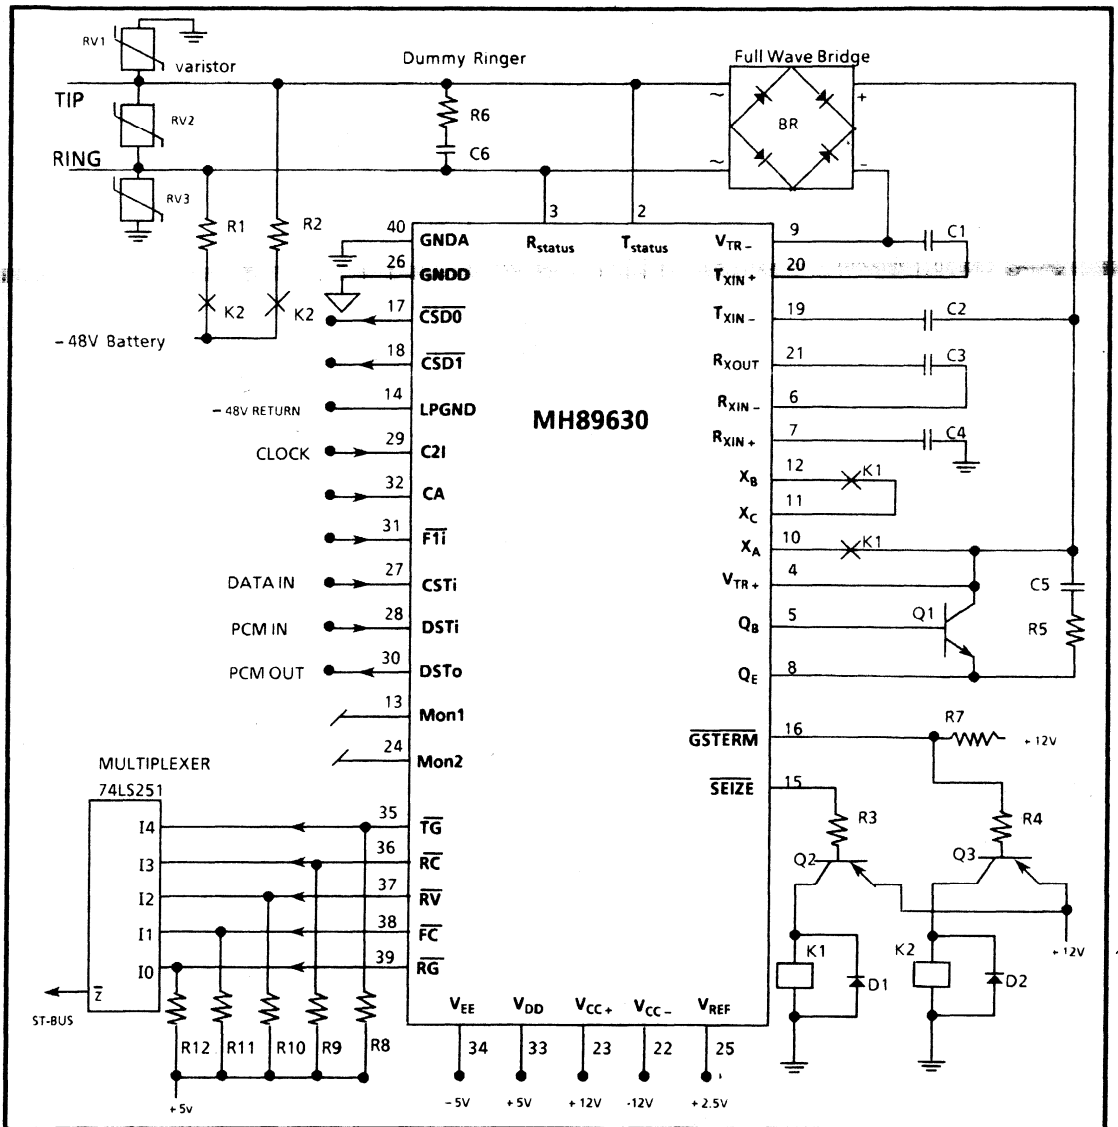 RV1
varistor
Dummy Ringer
Full Wave Bridge
TIP
RV2
R6
~
+
BR
RING
C6
~
-
RV3
R1
R2
3
2
40
GNDA
Rstatus
Tstatus
VTR-
9
C1
26
GNDD
TXIN+
20
K2
K2
17
CSD0
TXIN-
19
C2
-48V Battery
18
CSD1
RXOUT
21
C3
-48V RETURN
14
LPGND
MH89630
RXIN-
6
CLOCK
29
C2I
RXIN+
7
C4
32
CA
XB
12
K1
XC
11
31
F1i
XA
10
K1
DATA IN
27
CSTi
VTR+
4
C5
PCM IN
28
DSTi
QB
5
Q1
R5
PCM OUT
30
DSTo
QE
8
13
Mon1
GSTERM
16
R7
+12V
24
Mon2
MULTIPLEXER
74LS251
SEIZE
15
I4
35
TG
R3
R4
I3
36
RC
Q2
Q3
I2
37
RV
I1
38
FC
K1
K2
+12V
I0
39
RG
D1
D2
Z
ST-BUS
VEE
VDD
VCC+
VCC-
VREF
R12
R11
R10
R9
R8
34
33
23
22
25
+5v
-5V
+5V
+12V
-12V
+2.5V